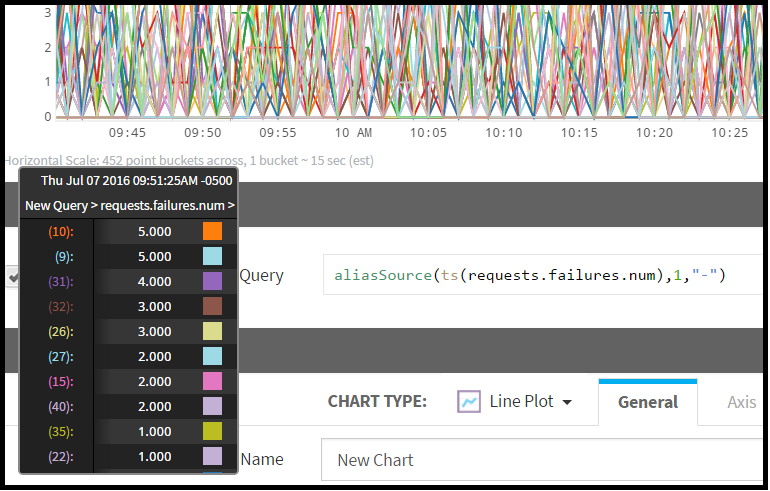 3
2
1
0
09:45 09:50 09:55 10 AM 10:05 10:10 10:15 10:20 10:25
Horizontal Scale: 452 point buckets across, 1 bucket ~ 15 sec (est)
Thu Jul 07 2016 09:51:25AM -0500
New Query > requests.failures.num >
(10): 5.000
(9): 5.000
(31): 4.000
(32): 3.000
(26): 3.000
(27): 2.000
(15): 2.000
(40): 2.000
(35): 1.000
(22): 1.000
Query aliasSource(ts(requests.failures.num),1,"-")
CHART TYPE: Line Plot General Axis
Name New Chart